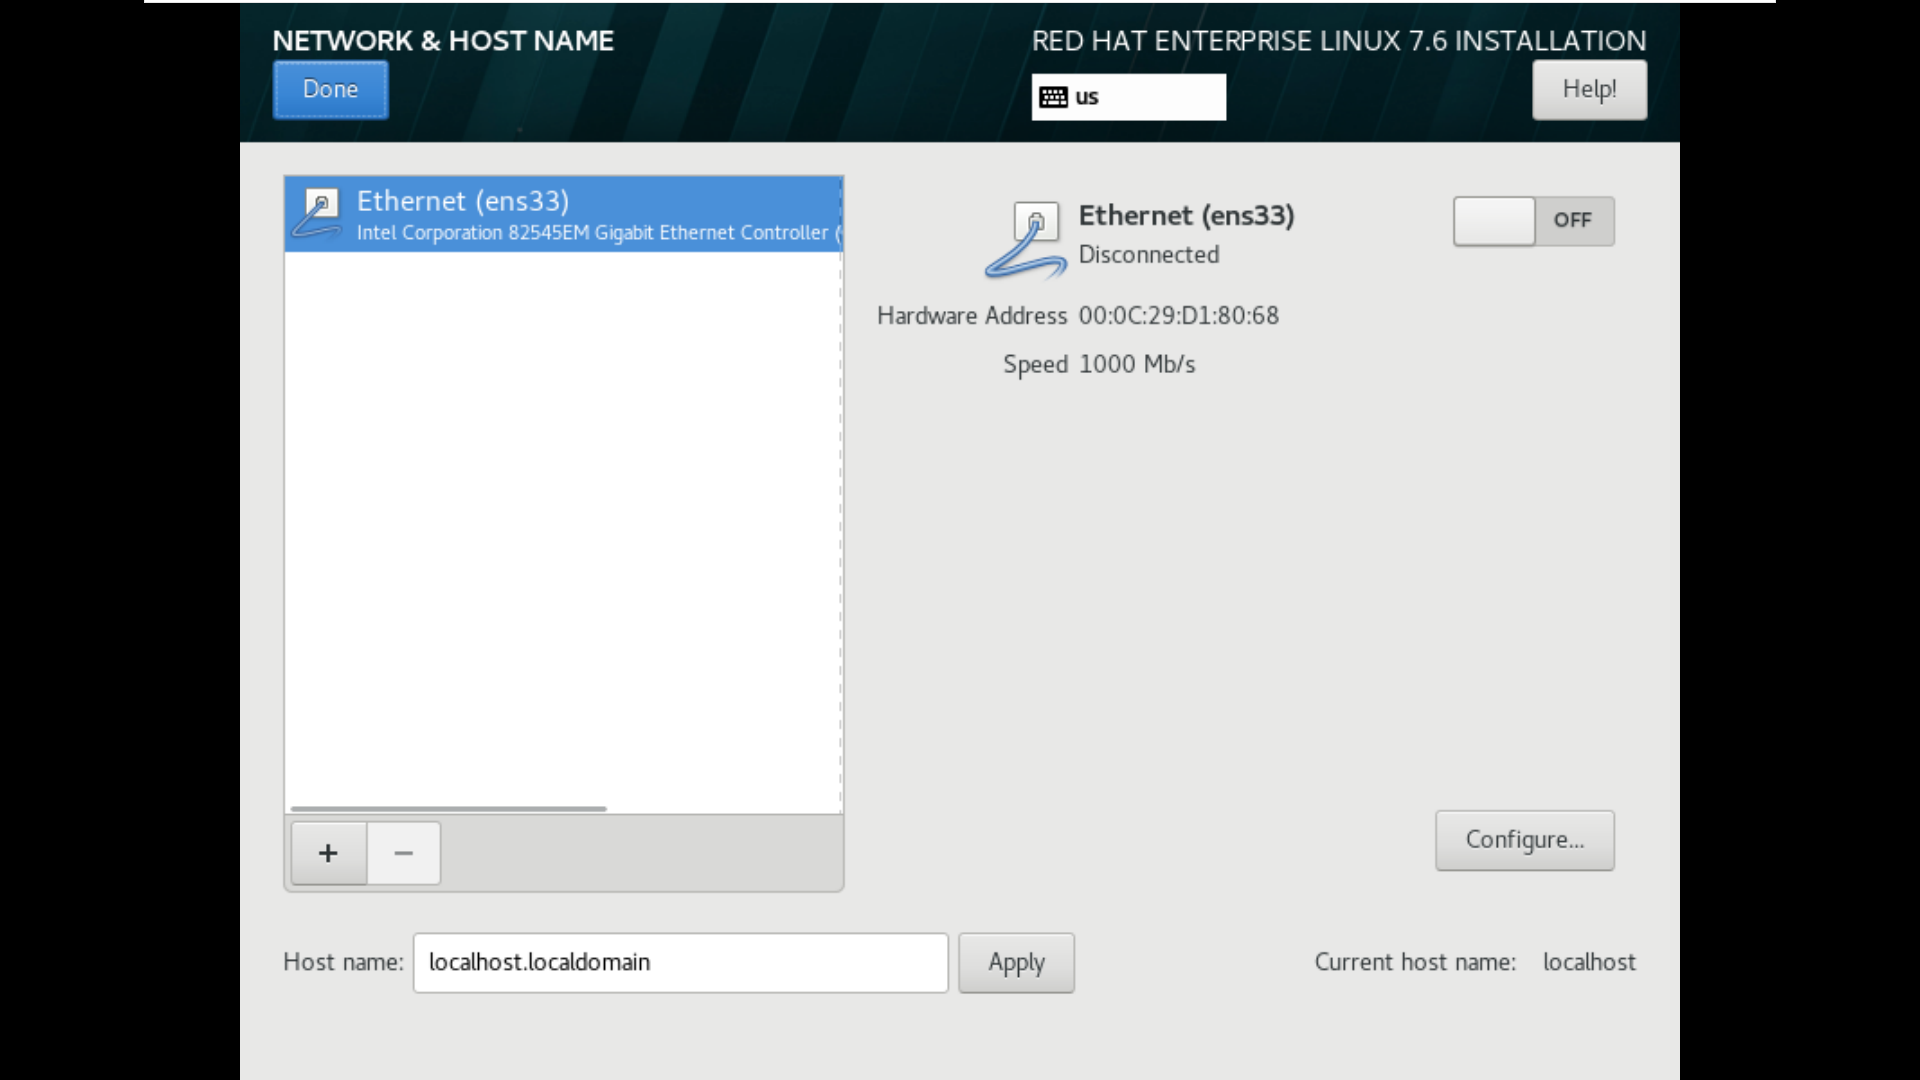 NETWORK & HOST NAME
RED HAT ENTERPRISE LINUX 7.6 INSTALLATION
Done
us
Help!
Ethernet (ens33)
Intel Corporation 82545EM Gigabit Ethernet Controller (
Ethernet (ens33)
Disconnected
OFF
Hardware Address 00:0C:29:D1:80:68
Speed 1000 Mb/s
+ −
Configure...
Host name: localhost.localdomain Apply
Current host name: localhost